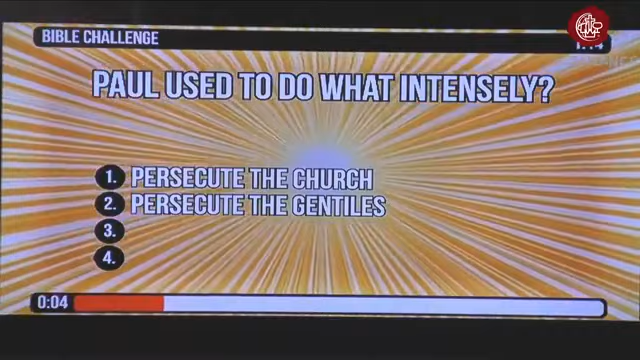 BIBLE CHALLENGE
PAUL USED TO DO WHAT INTENSELY?
1. PERSECUTE THE CHURCH
2. PERSECUTE THE GENTILES
3.
4.
0:04